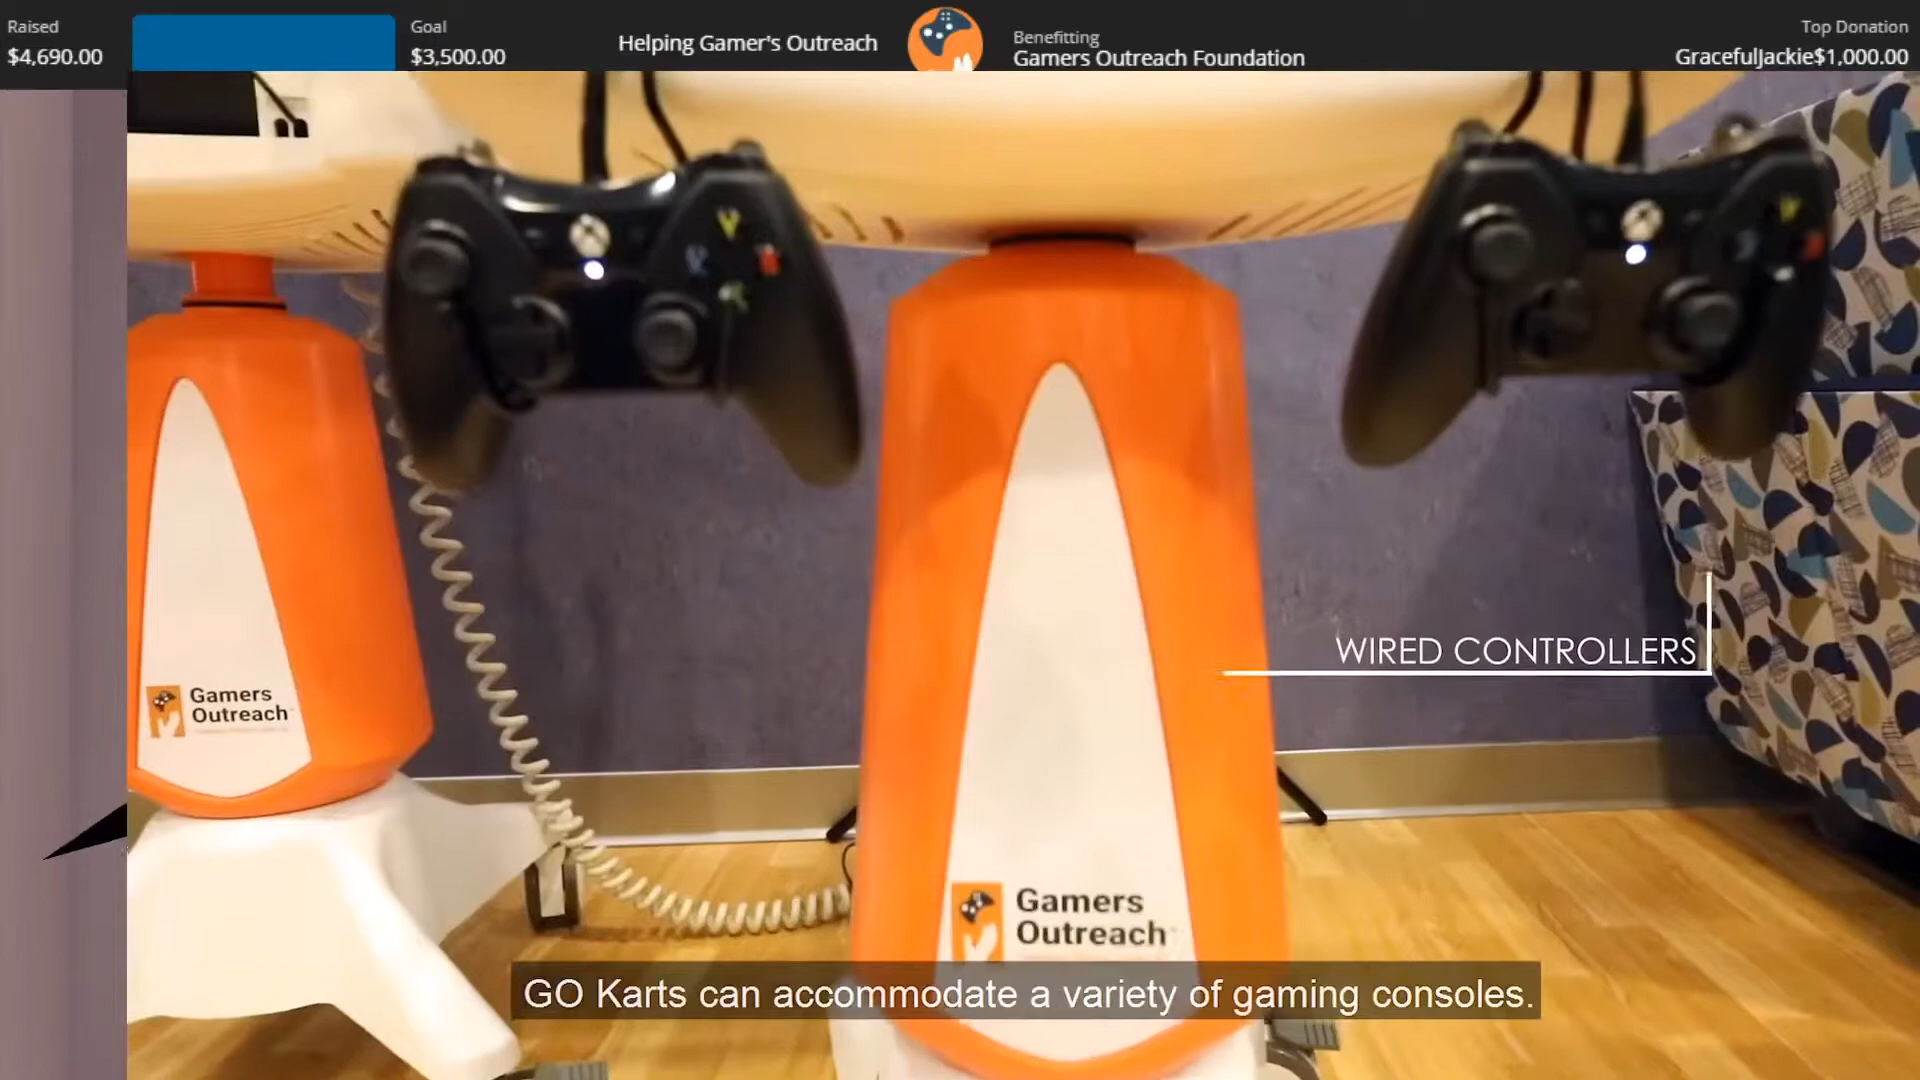 Raised
$4,690.00
Goal
$3,500.00
Helping Gamer's Outreach
Benefitting
Gamers Outreach Foundation
Top Donation
GracefulJackie$1,000.00
WIRED CONTROLLERS
Gamers
Outreach
Gamers
Outreach
GO Karts can accommodate a variety of gaming consoles.